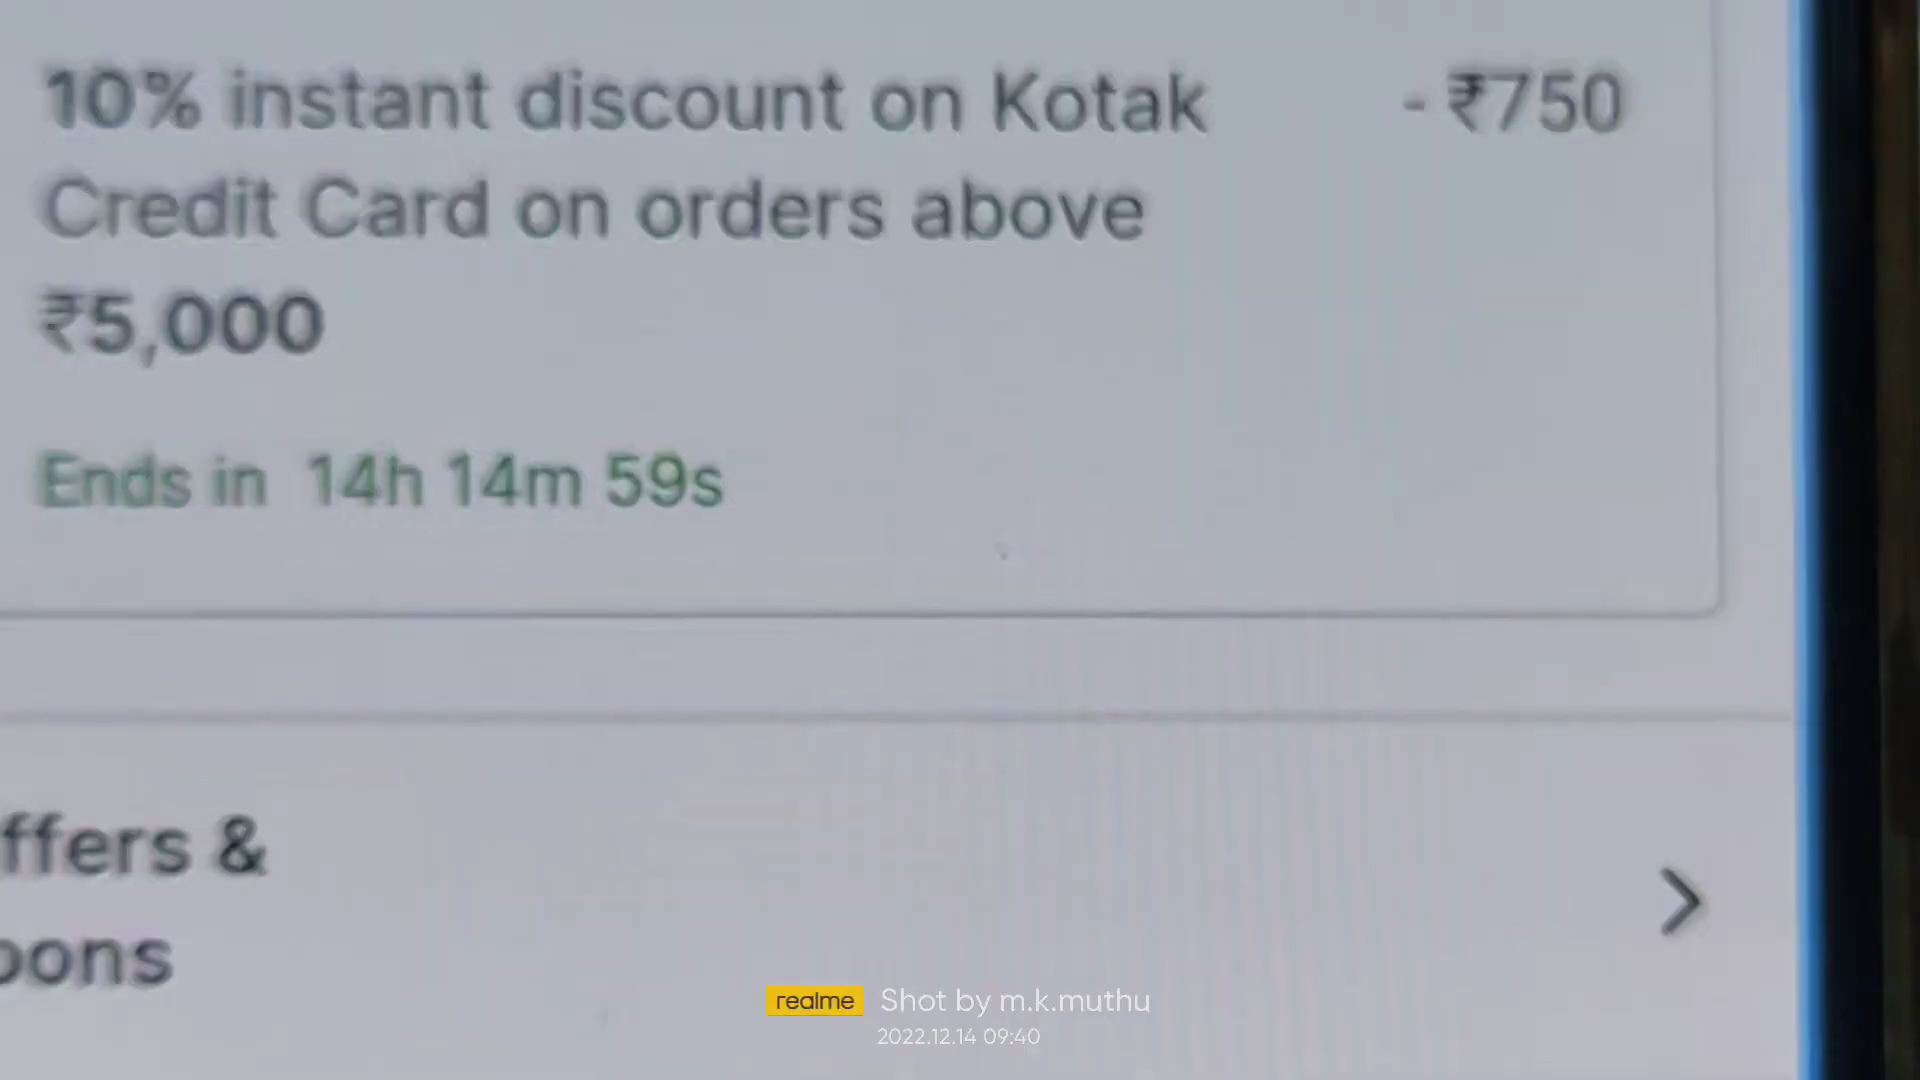 10% instant discount on Kotak - ₹750
Credit Card on orders above
₹5,000
Ends in 14h 14m 59s
ffers &
pons
realme Shot by m.k.muthu
2022.12.14 09:40